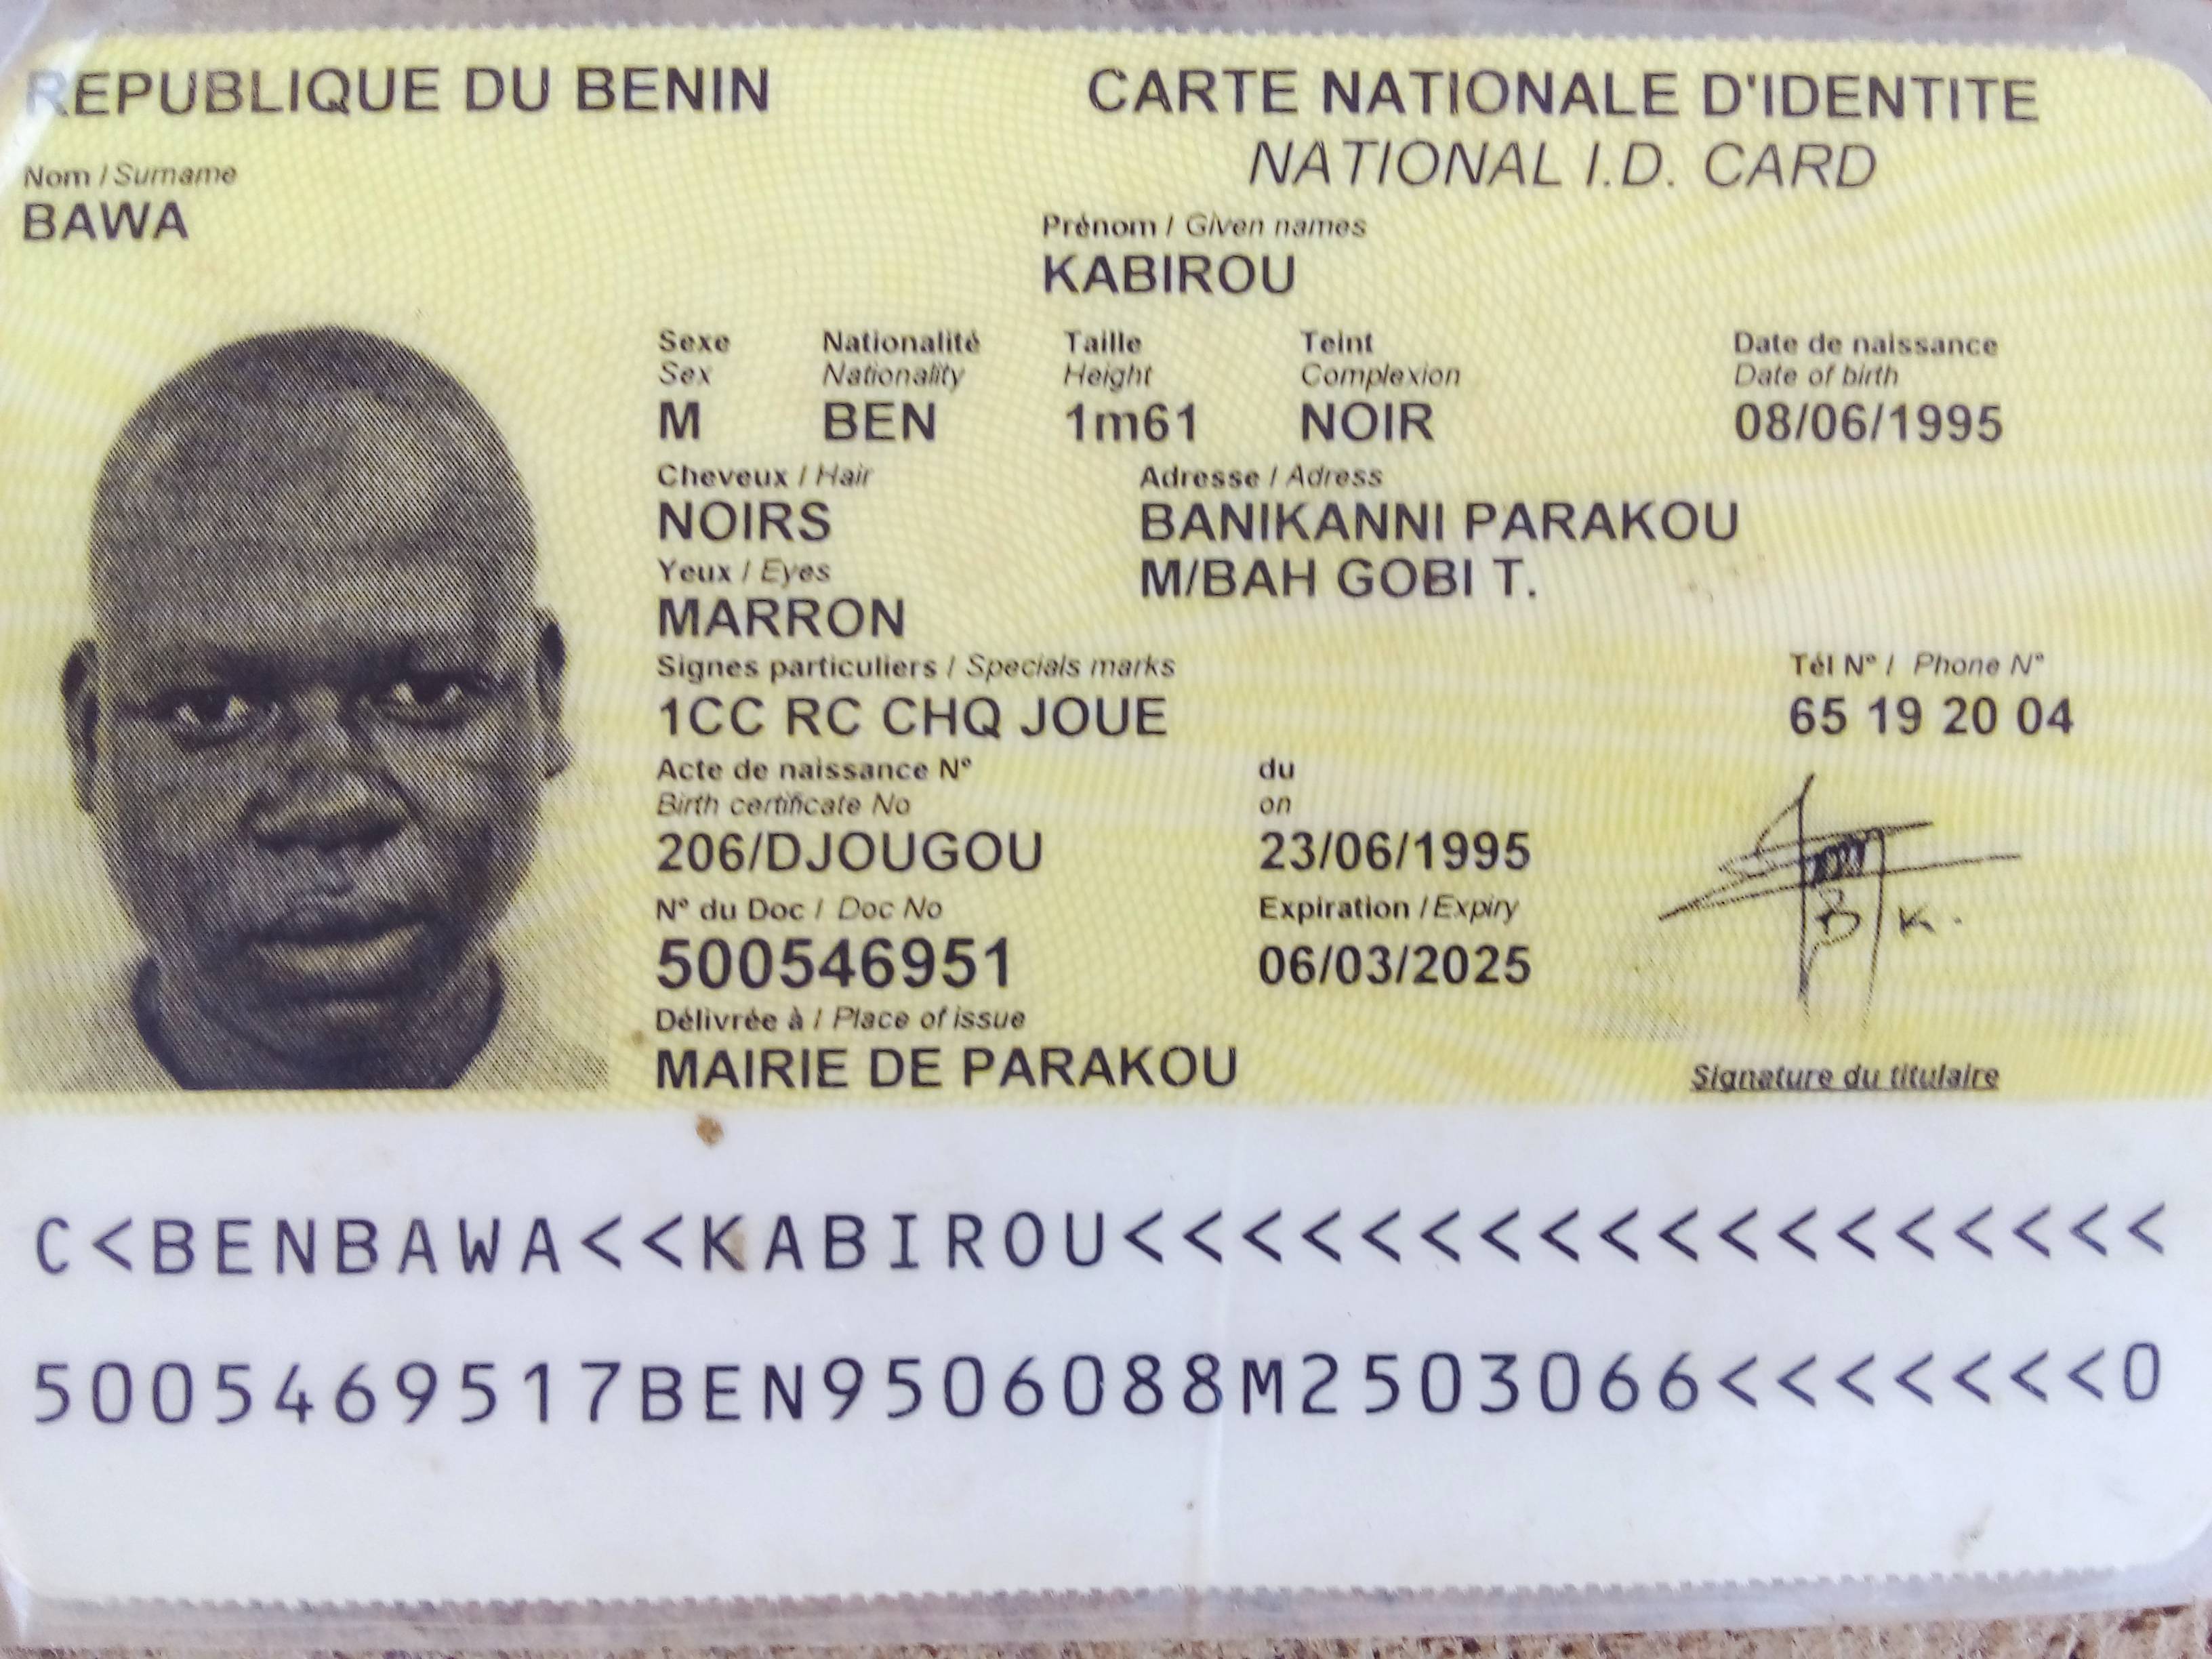 REPUBLIQUE DU BENIN
CARTE NATIONALE D'IDENTITE
NATIONAL I.D. CARD
Nom / Surname
BAWA
Prénom / Given names
KABIROU
Sexe Nationalité Taille Teint Date de naissance
Sex Nationality Height Complexion Date of birth
M BEN 1m61 NOIR 08/06/1995
Cheveux / Hair Adresse / Adress
NOIRS BANIKANNI PARAKOU
Yeux / Eyes M/BAH GOBI T.
MARRON
Signes particuliers / Specials marks Tél N° / Phone N°
1CC RC CHQ JOUE 65 19 20 04
Acte de naissance N° du
Birth certificate No on
206/DJOUGOU 23/06/1995
N° du Doc / Doc No Expiration / Expiry
500546951 06/03/2025
B K.
Délivrée à / Place of issue
MAIRIE DE PARAKOU
Signature du titulaire
C<BENBAWA<<KABIROU<<<<<<<<<<<<<<<<<<
5005469517BEN9506088M2503066<<<<<<<0